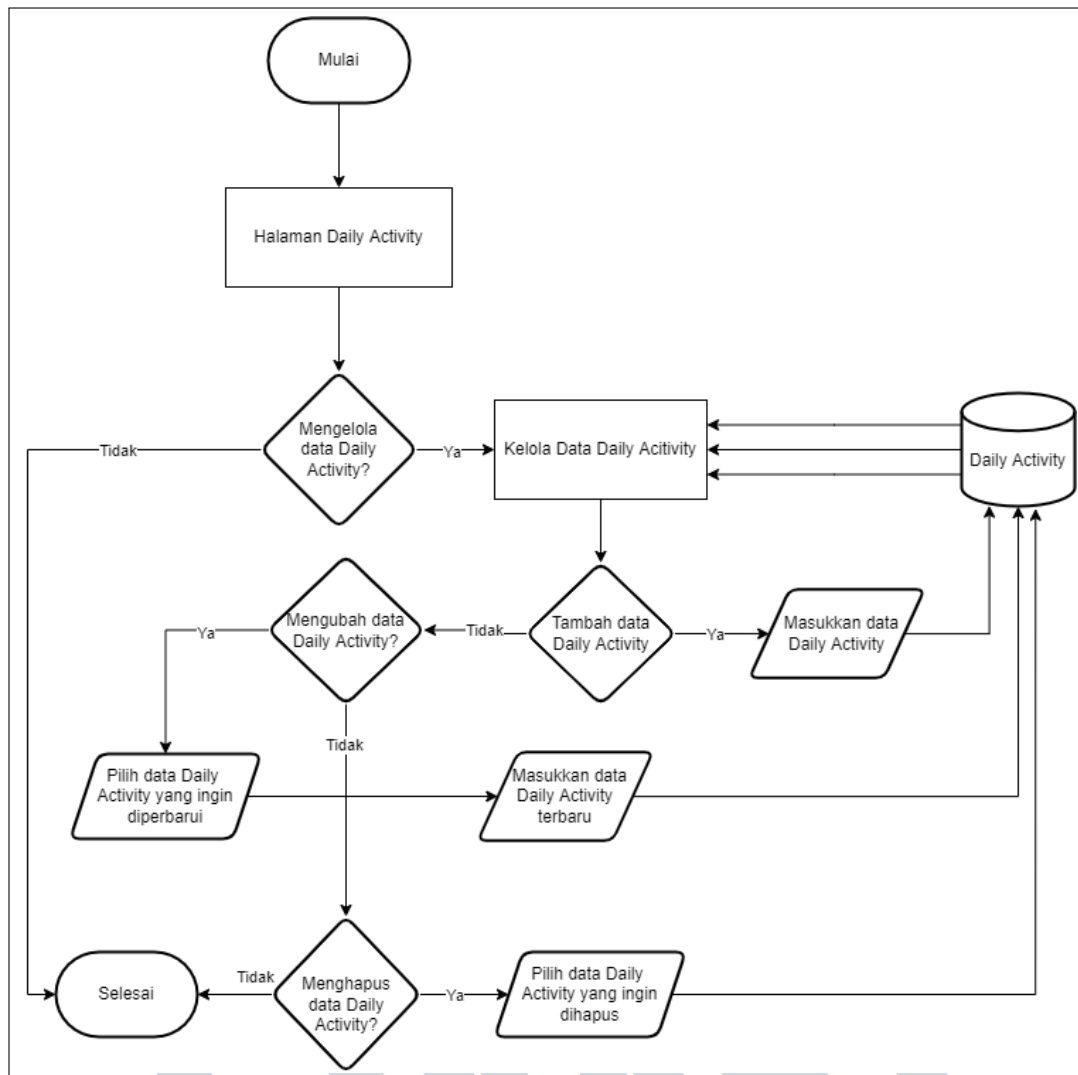 Mulai
Halaman Daily Activity
Mengelola
data Daily
Activity?
Tidak
Ya
Kelola Data Daily Acitivity
Daily Activity
Mengubah data
Daily Activity?
Ya
Tidak
Tambah data
Daily Activity
Ya
Masukkan data
Daily Activity
Tidak
Pilih data Daily
Activity yang ingin
diperbarui
Masukkan data
Daily Activity
terbaru
Selesai
Tidak
Menghapus
data Daily
Activity?
Ya
Pilih data Daily
Activity yang ingin
dihapus